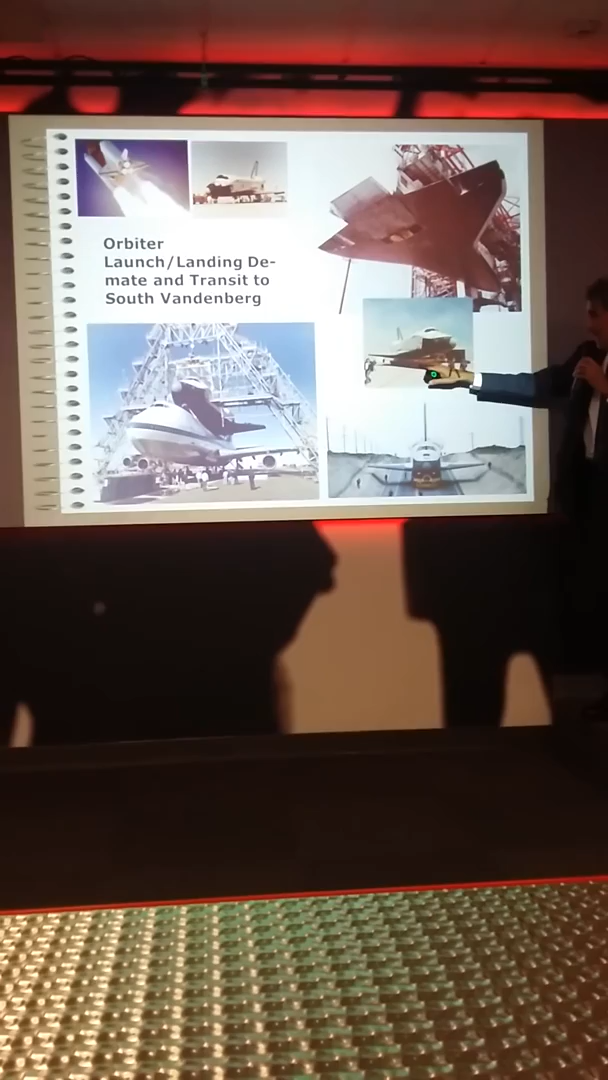 Orbiter
Launch/Landing De-
mate and Transit to
South Vandenberg